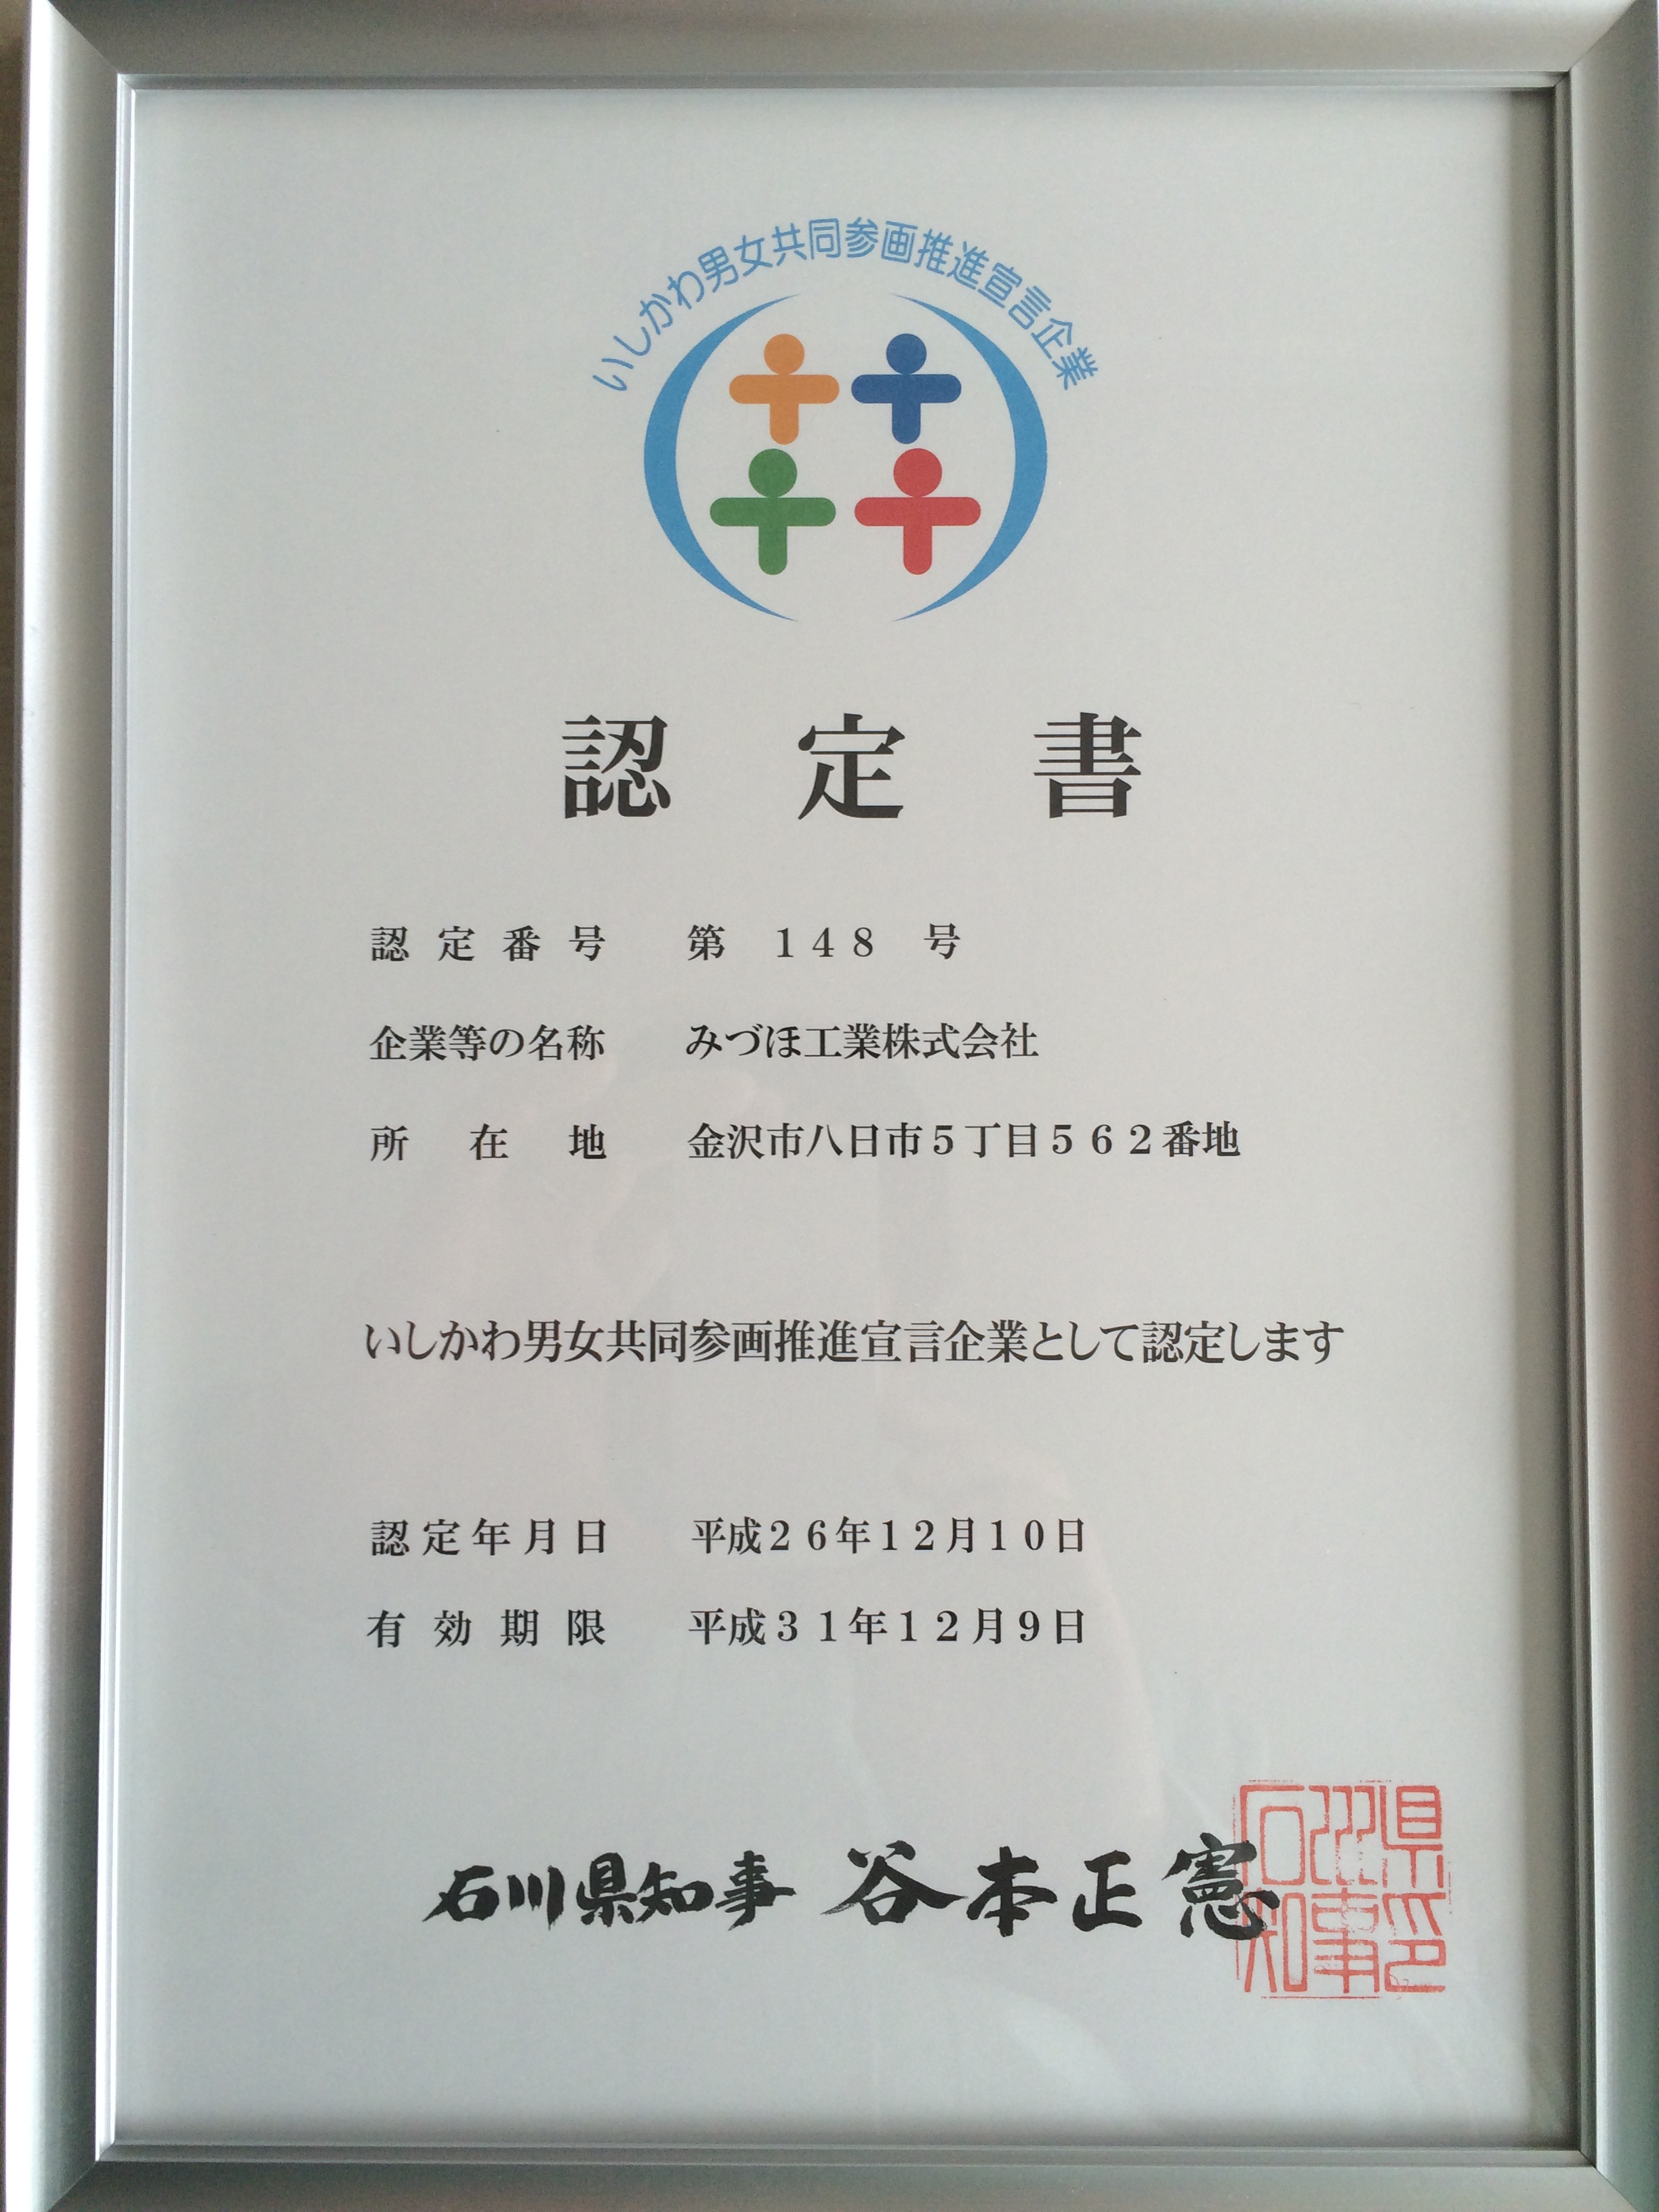 いしかわ男女共同参画推進宣言企業
認定書
認定番号 第 148 号
企業等の名称 みづほ工業株式会社
所在地 金沢市八日市5丁目562番地
いしかわ男女共同参画推進宣言企業として認定します
認定年月日 平成26年12月10日
有効期限 平成31年12月9日
石川県知事 谷本正憲
石川県
知事印